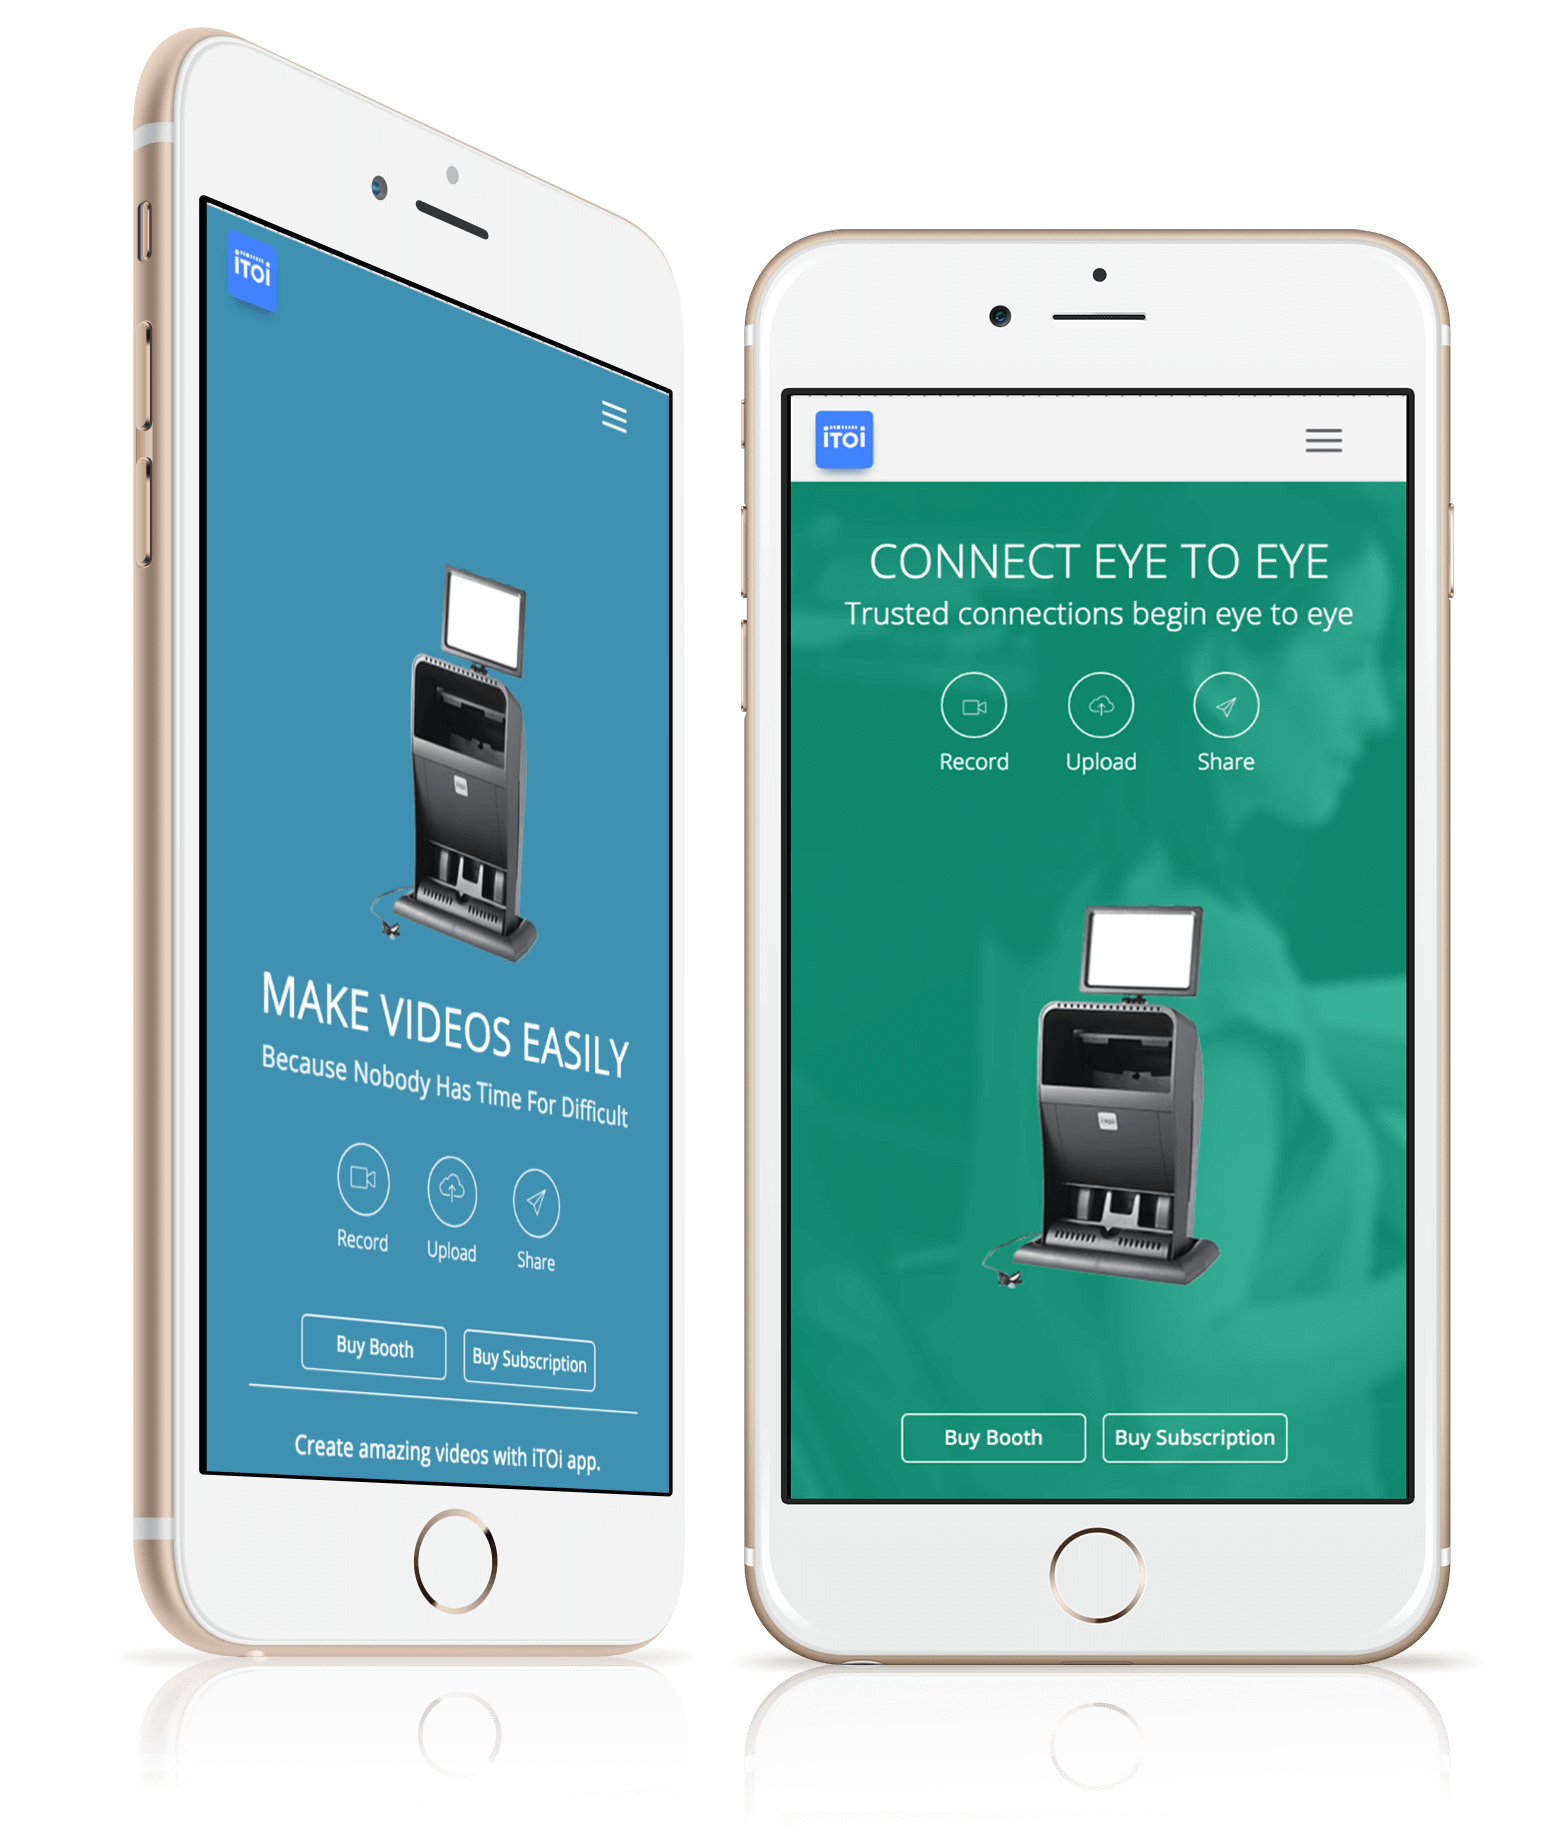 iTOi
MAKE VIDEOS EASILY
Because Nobody Has Time For Difficult
Record
Upload
Share
Buy Booth
Buy Subscription
Create amazing videos with iTOi app.
iTOi
CONNECT EYE TO EYE
Trusted connections begin eye to eye
Record
Upload
Share
iTOi
Buy Booth
Buy Subscription